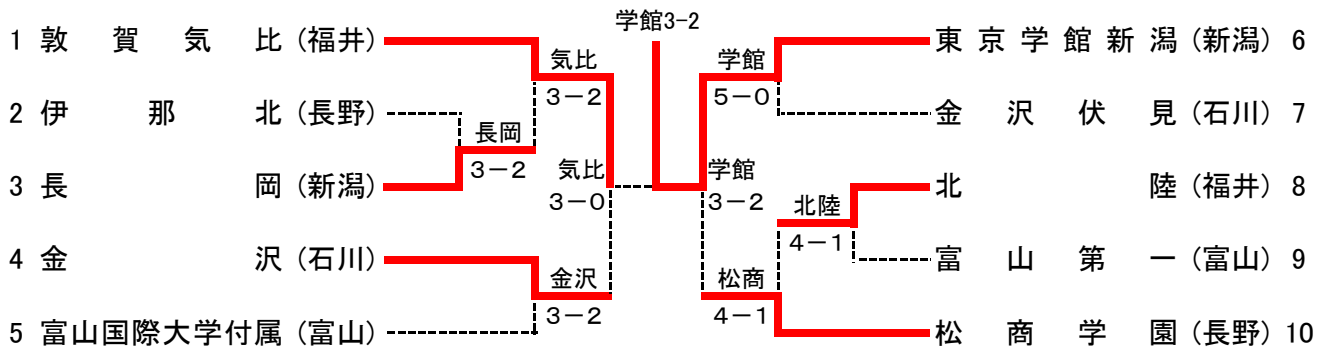 学館3-2
1 敦賀気比 (福井)
気比
3-2
2 伊那北 (長野)
長岡
3-2
3 長岡 (新潟)
気比
3-0
4 金沢 (石川)
金沢
3-2
5 富山国際大学付属 (富山)
東京学館新潟 (新潟) 6
学館
5-0
金沢伏見 (石川) 7
学館
3-2
北陸 (福井) 8
北陸
4-1
富山第一 (富山) 9
松商
4-1
松商学園 (長野) 10